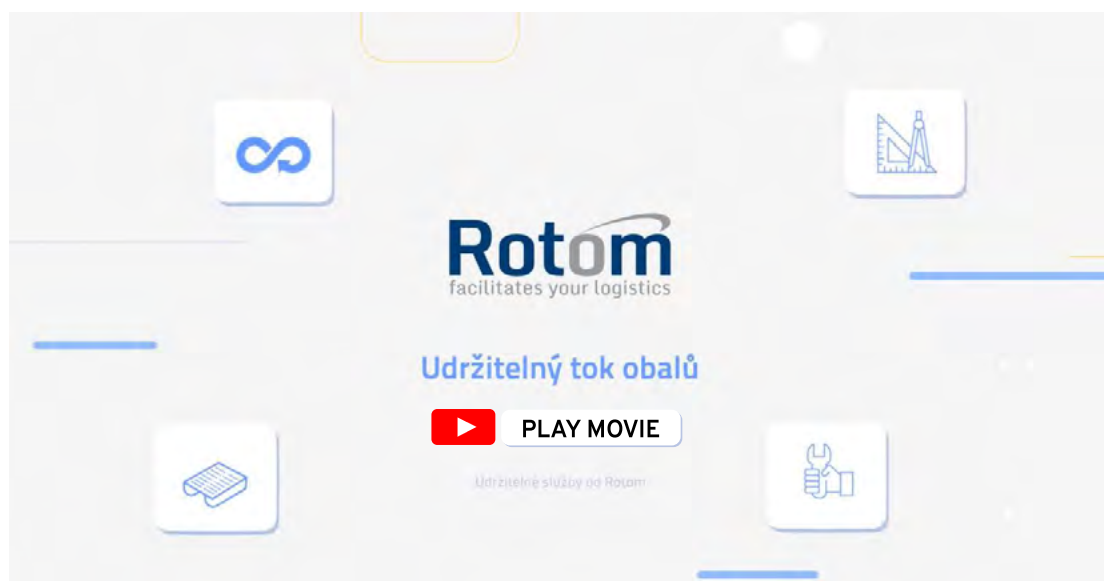 Rotom
facilitates your logistics
Udržitelný tok obalů
PLAY MOVIE
Udržitelné služby od Rotom